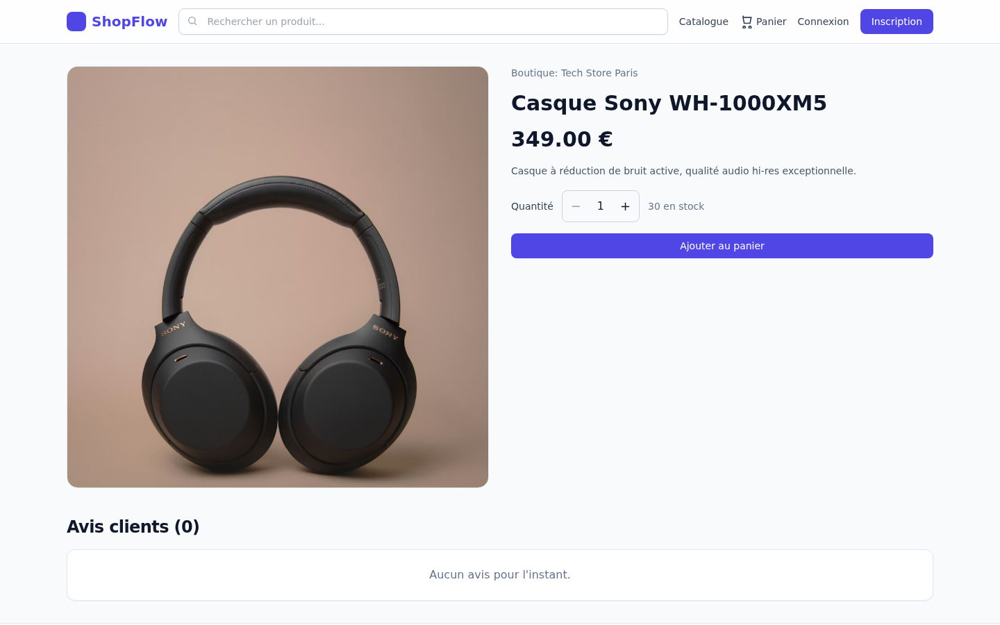 ShopFlow
Rechercher un produit...
Catalogue
Panier
Connexion
Inscription
Boutique: Tech Store Paris
Casque Sony WH-1000XM5
349.00 €
Casque à réduction de bruit active, qualité audio hi-res exceptionnelle.
Quantité − 1 + 30 en stock
Ajouter au panier
SONY
SONY
Avis clients (0)
Aucun avis pour l'instant.